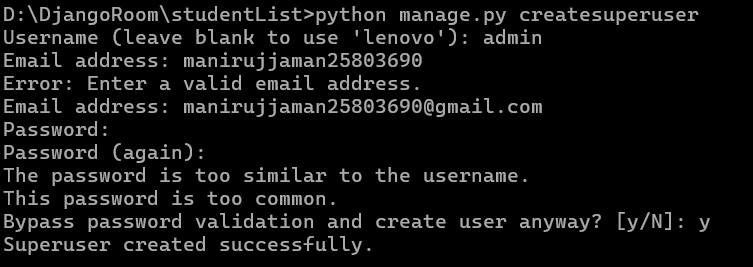 D:\DjangoRoom\studentList>python manage.py createsuperuser
Username (leave blank to use 'lenovo'): admin
Email address: manirujjaman25803690
Error: Enter a valid email address.
Email address: manirujjaman25803690@gmail.com
Password:
Password (again):
The password is too similar to the username.
This password is too common.
Bypass password validation and create user anyway? [y/N]: y
Superuser created successfully.